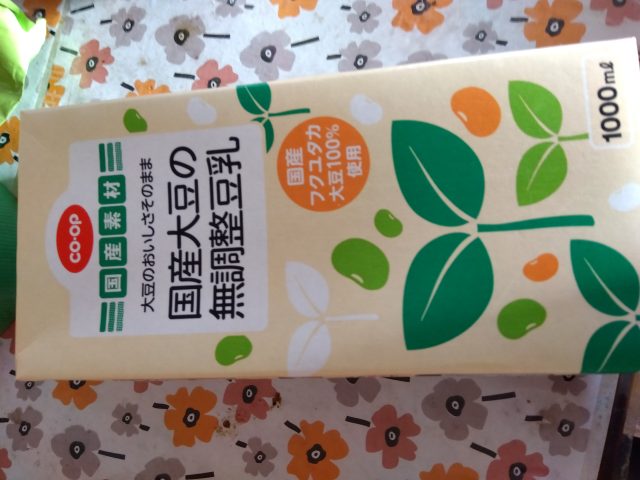 co·op
国産素材
大豆のおいしさそのまま
国産大豆の
無調整豆乳
国産
フクユタカ
大豆100%
使用
1000mℓ